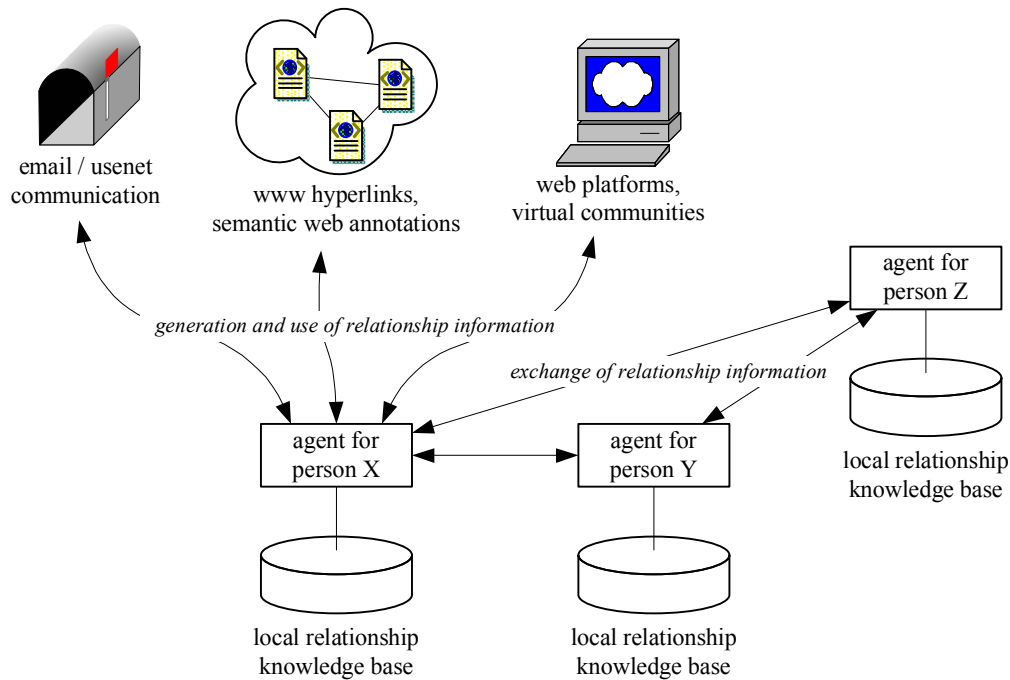 email / usenet
communication
www hyperlinks,
semantic web annotations
web platforms,
virtual communities
agent for
person Z
generation and use of relationship information
exchange of relationship information
agent for
person X
agent for
person Y
local relationship
knowledge base
local relationship
knowledge base
local relationship
knowledge base